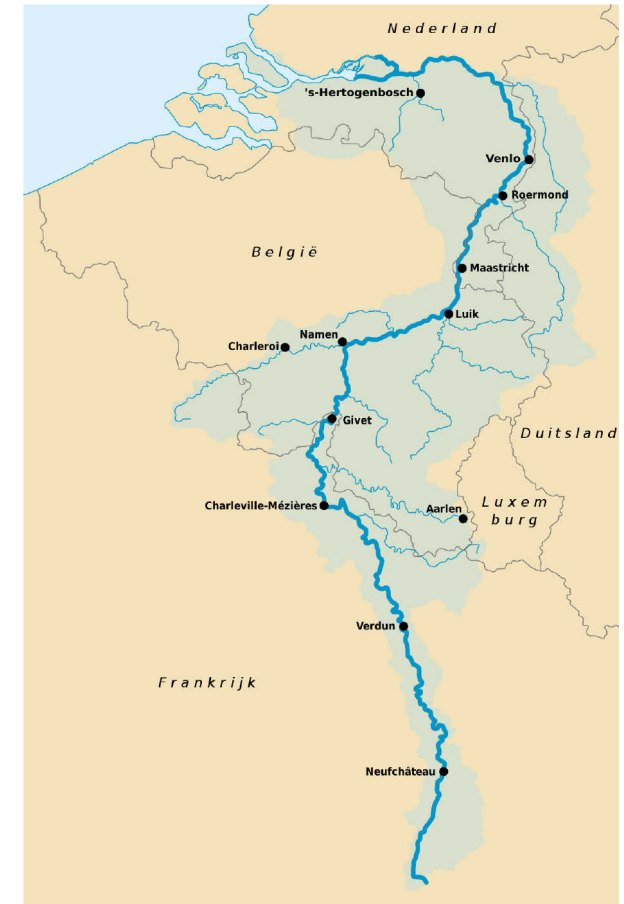 Nederland
's-Hertogenbosch
Venlo
Roermond
België
Maastricht
Luik
Namen
Charleroi
Givet
Duitsland
Charleville-Mézières
Aarlen
Luxem
burg
Verdun
Frankrijk
Neufchâteau